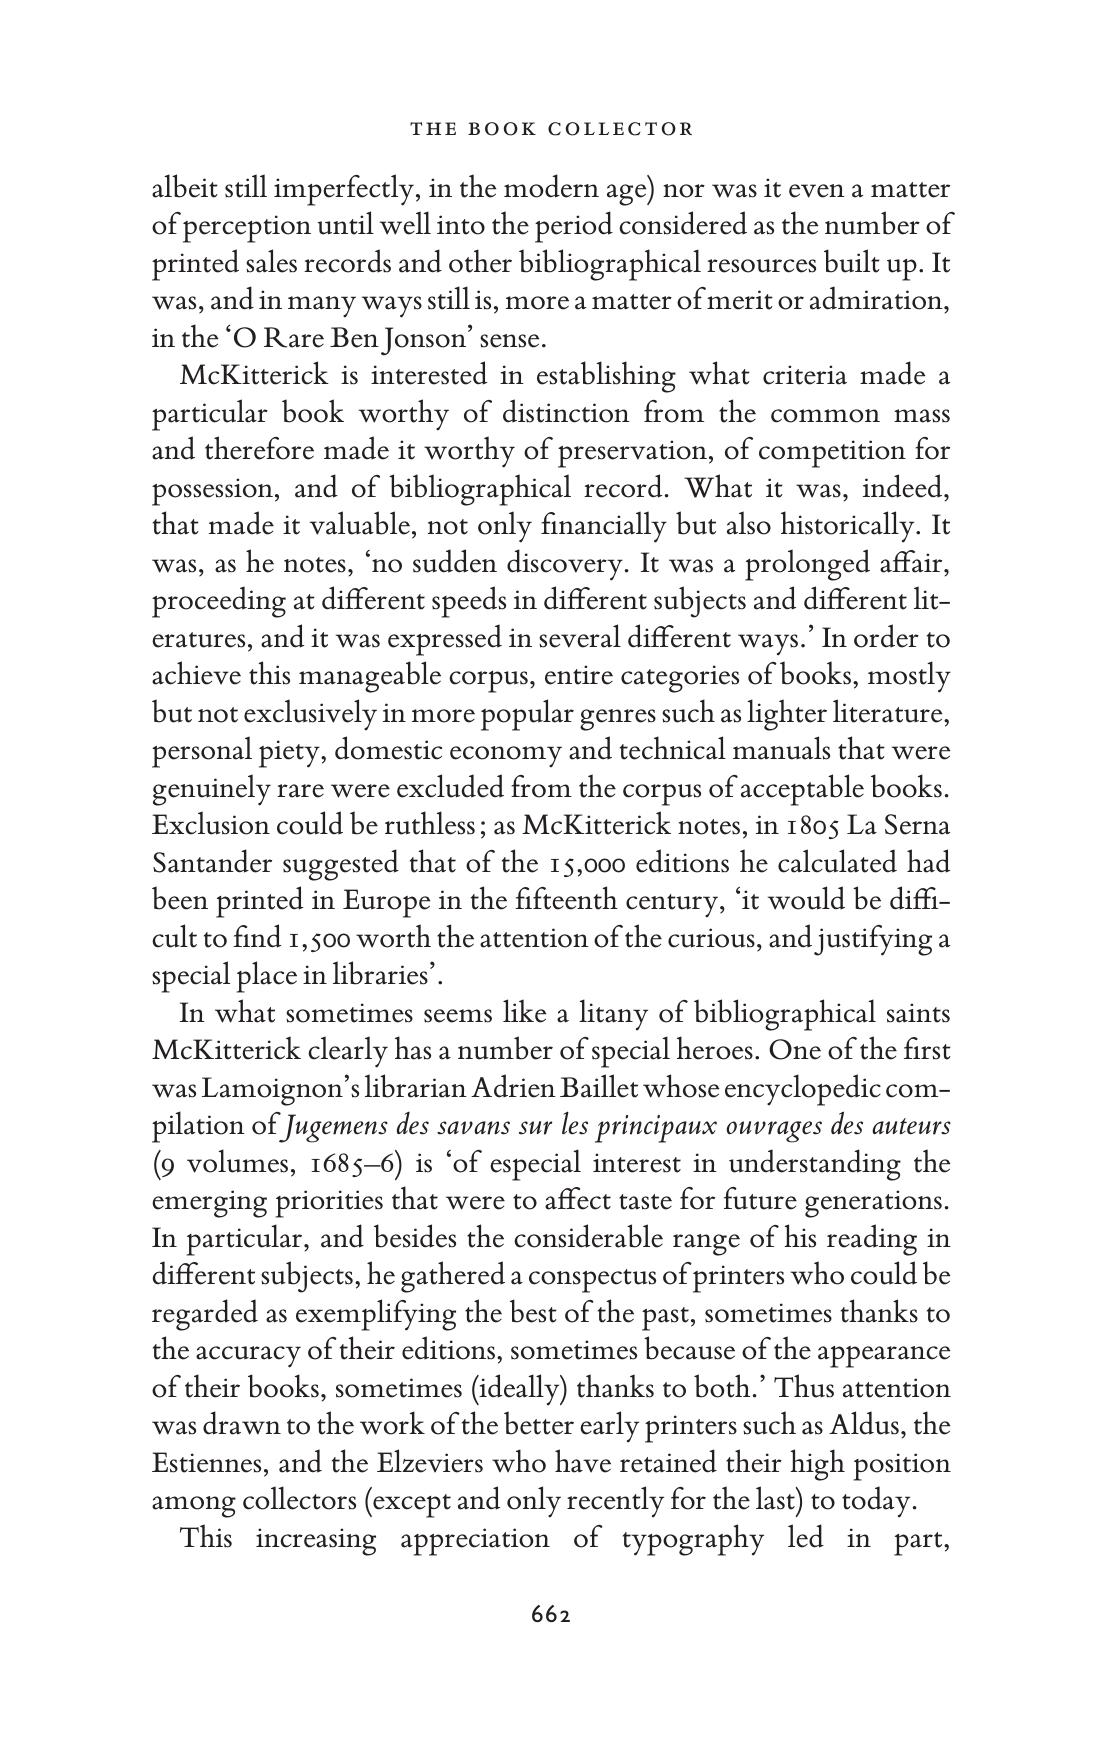 THE BOOK COLLECTOR
albeit still imperfectly, in the modern age) nor was it even a matter
of perception until well into the period considered as the number of
printed sales records and other bibliographical resources built up. It
was, and in many ways still is, more a matter of merit or admiration,
in the ‘O Rare Ben Jonson’ sense.
McKitterick is interested in establishing what criteria made a
particular book worthy of distinction from the common mass
and therefore made it worthy of preservation, of competition for
possession, and of bibliographical record. What it was, indeed,
that made it valuable, not only financially but also historically. It
was, as he notes, ‘no sudden discovery. It was a prolonged affair,
proceeding at different speeds in different subjects and different lit-
eratures, and it was expressed in several different ways.’ In order to
achieve this manageable corpus, entire categories of books, mostly
but not exclusively in more popular genres such as lighter literature,
personal piety, domestic economy and technical manuals that were
genuinely rare were excluded from the corpus of acceptable books.
Exclusion could be ruthless; as McKitterick notes, in 1805 La Serna
Santander suggested that of the 15,000 editions he calculated had
been printed in Europe in the fifteenth century, ‘it would be diffi-
cult to find 1,500 worth the attention of the curious, and justifying a
special place in libraries’.
In what sometimes seems like a litany of bibliographical saints
McKitterick clearly has a number of special heroes. One of the first
was Lamoignon’s librarian Adrien Baillet whose encyclopedic com-
pilation of Jugemens des savans sur les principaux ouvrages des auteurs
(9 volumes, 1685–6) is ‘of especial interest in understanding the
emerging priorities that were to affect taste for future generations.
In particular, and besides the considerable range of his reading in
different subjects, he gathered a conspectus of printers who could be
regarded as exemplifying the best of the past, sometimes thanks to
the accuracy of their editions, sometimes because of the appearance
of their books, sometimes (ideally) thanks to both.’ Thus attention
was drawn to the work of the better early printers such as Aldus, the
Estiennes, and the Elzeviers who have retained their high position
among collectors (except and only recently for the last) to today.
This increasing appreciation of typography led in part,
662